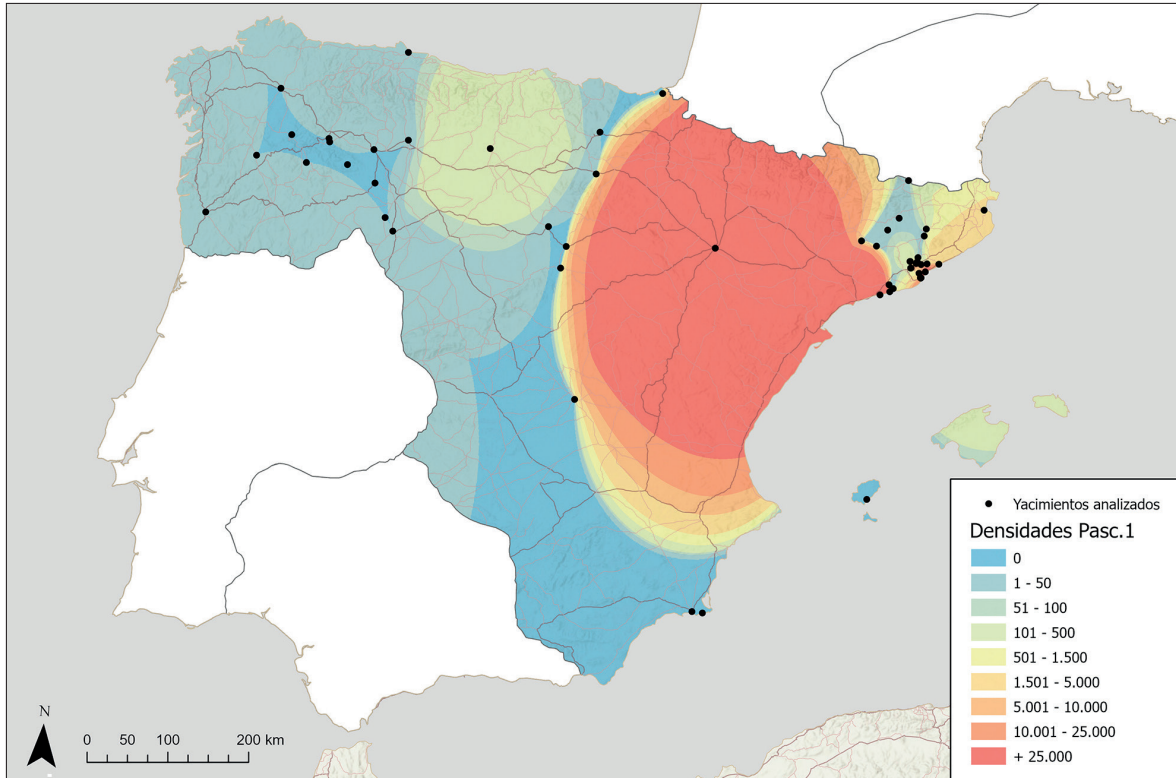 Yacimientos analizados
Densidades Pasc.1
0
1 - 50
51 - 100
101 - 500
501 - 1.500
1.501 - 5.000
5.001 - 10.000
10.001 - 25.000
+ 25.000
N
0 50 100 200 km